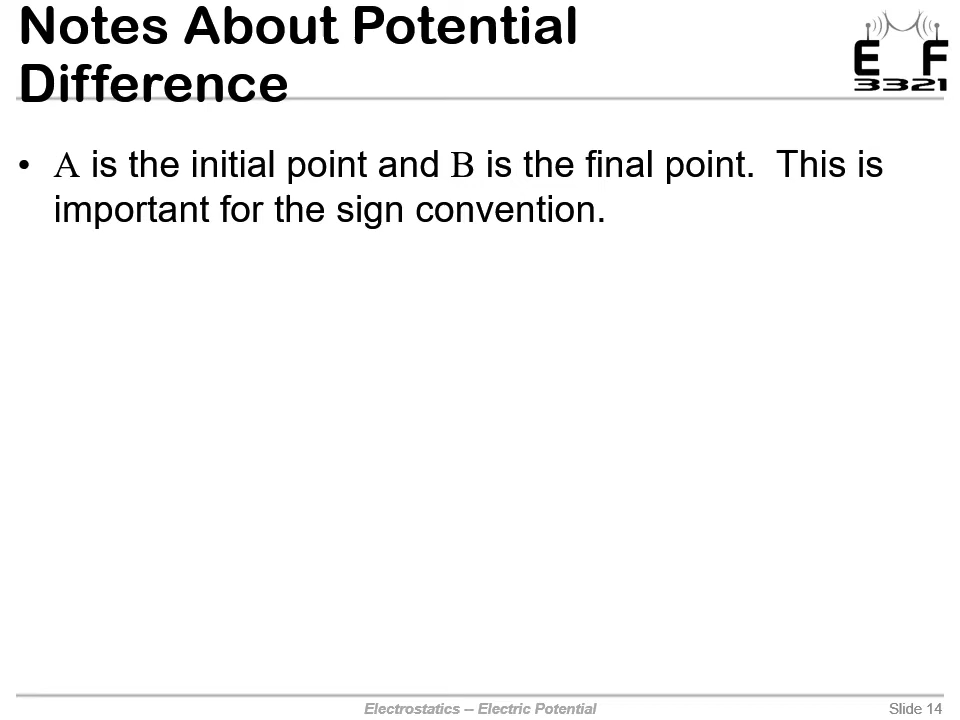 Notes About Potential
Difference
E F
3321
• A is the initial point and B is the final point.  This is
important for the sign convention.
Electrostatics -- Electric Potential
Slide 14